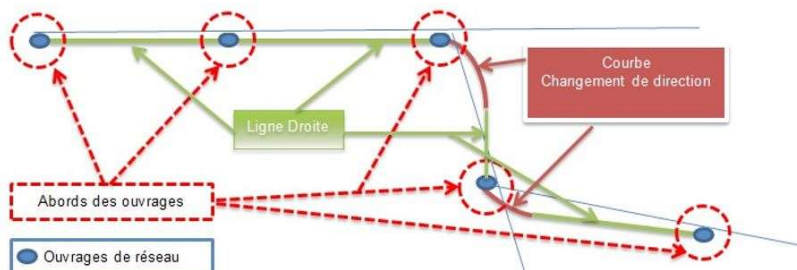 Courbe
Changement de direction
Ligne Droite
Abords des ouvrages
Ouvrages de réseau